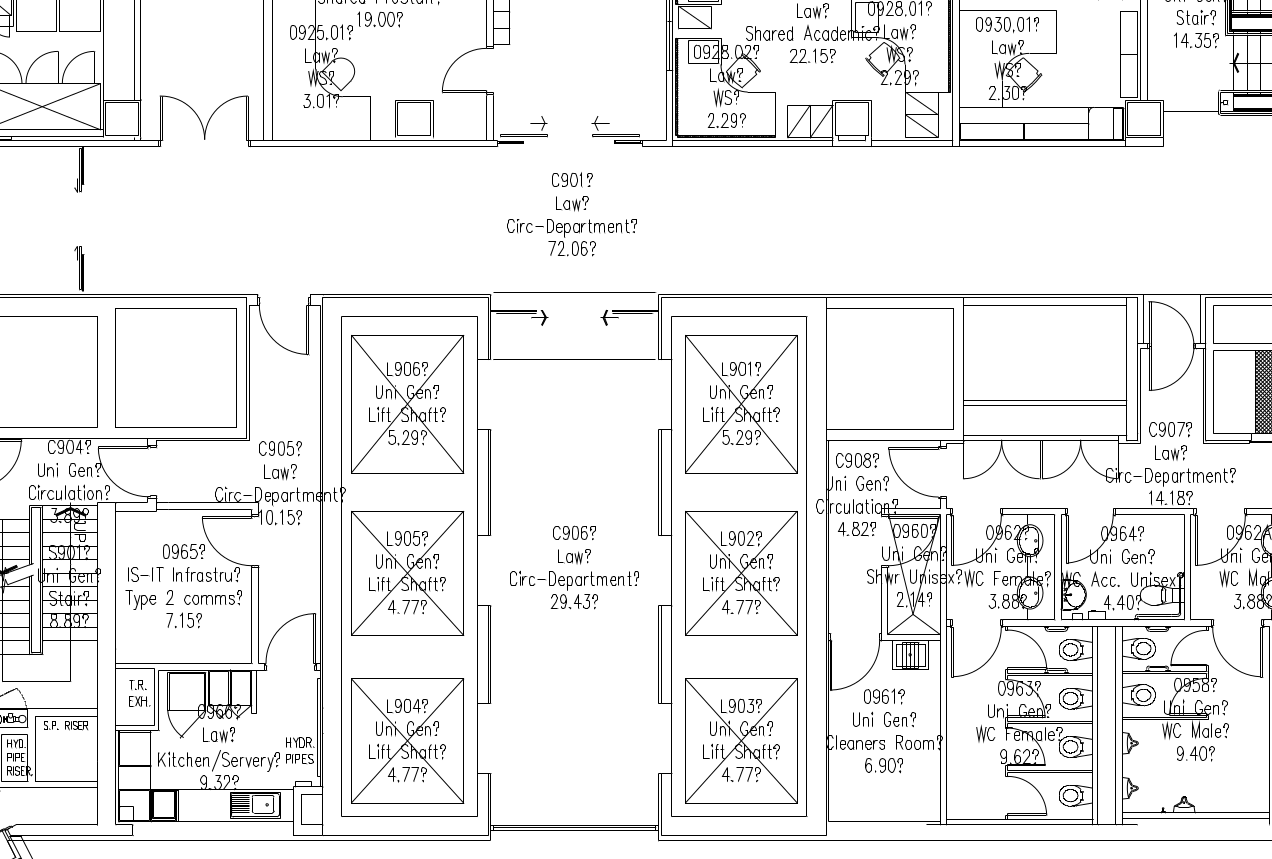 Shared Pro
19.00?
0925.01?
Law?
WS?
3.01?
Law?
Shared Academic?
22.15?
0928.01?
Law?
WS?
2.29?
0928.02?
Law?
WS?
2.29?
0930.01?
Law?
WS?
2.30?
Stair?
14.35?
C901?
Law?
Circ-Department?
72.06?
L906?
Uni Gen?
Lift Shaft?
5.29?
L901?
Uni Gen?
Lift Shaft?
5.29?
C904?
Uni Gen?
Circulation?
3.89?
C905?
Law?
Circ-Department?
10.15?
C908?
Uni Gen?
Circulation?
4.82?
C907?
Law?
Circ-Department?
14.18?
UP
S901?
Uni Gen?
Stair?
8.89?
0965?
IS-IT Infrastru?
Type 2 comms?
7.15?
L905?
Uni Gen?
Lift Shaft?
4.77?
C906?
Law?
Circ-Department?
29.43?
L902?
Uni Gen?
Lift Shaft?
4.77?
0960?
Uni Gen?
Shwr Unisex?
2.14?
0962?
Uni Gen?
WC Female?
3.88?
0964?
Uni Gen?
WC Acc. Unisex?
4.40?
0962A
Uni Ge
WC Mal
3.88
T.R.
EXH.
S.P. RISER
HYD.
PIPE
RISER
0966?
Law?
Kitchen/Servery?
9.32?
HYDR.
PIPES
L904?
Uni Gen?
Lift Shaft?
4.77?
L903?
Uni Gen?
Lift Shaft?
4.77?
0961?
Uni Gen?
Cleaners Room?
6.90?
0963?
Uni Gen?
WC Female?
9.62?
0958?
Uni Gen?
WC Male?
9.40?